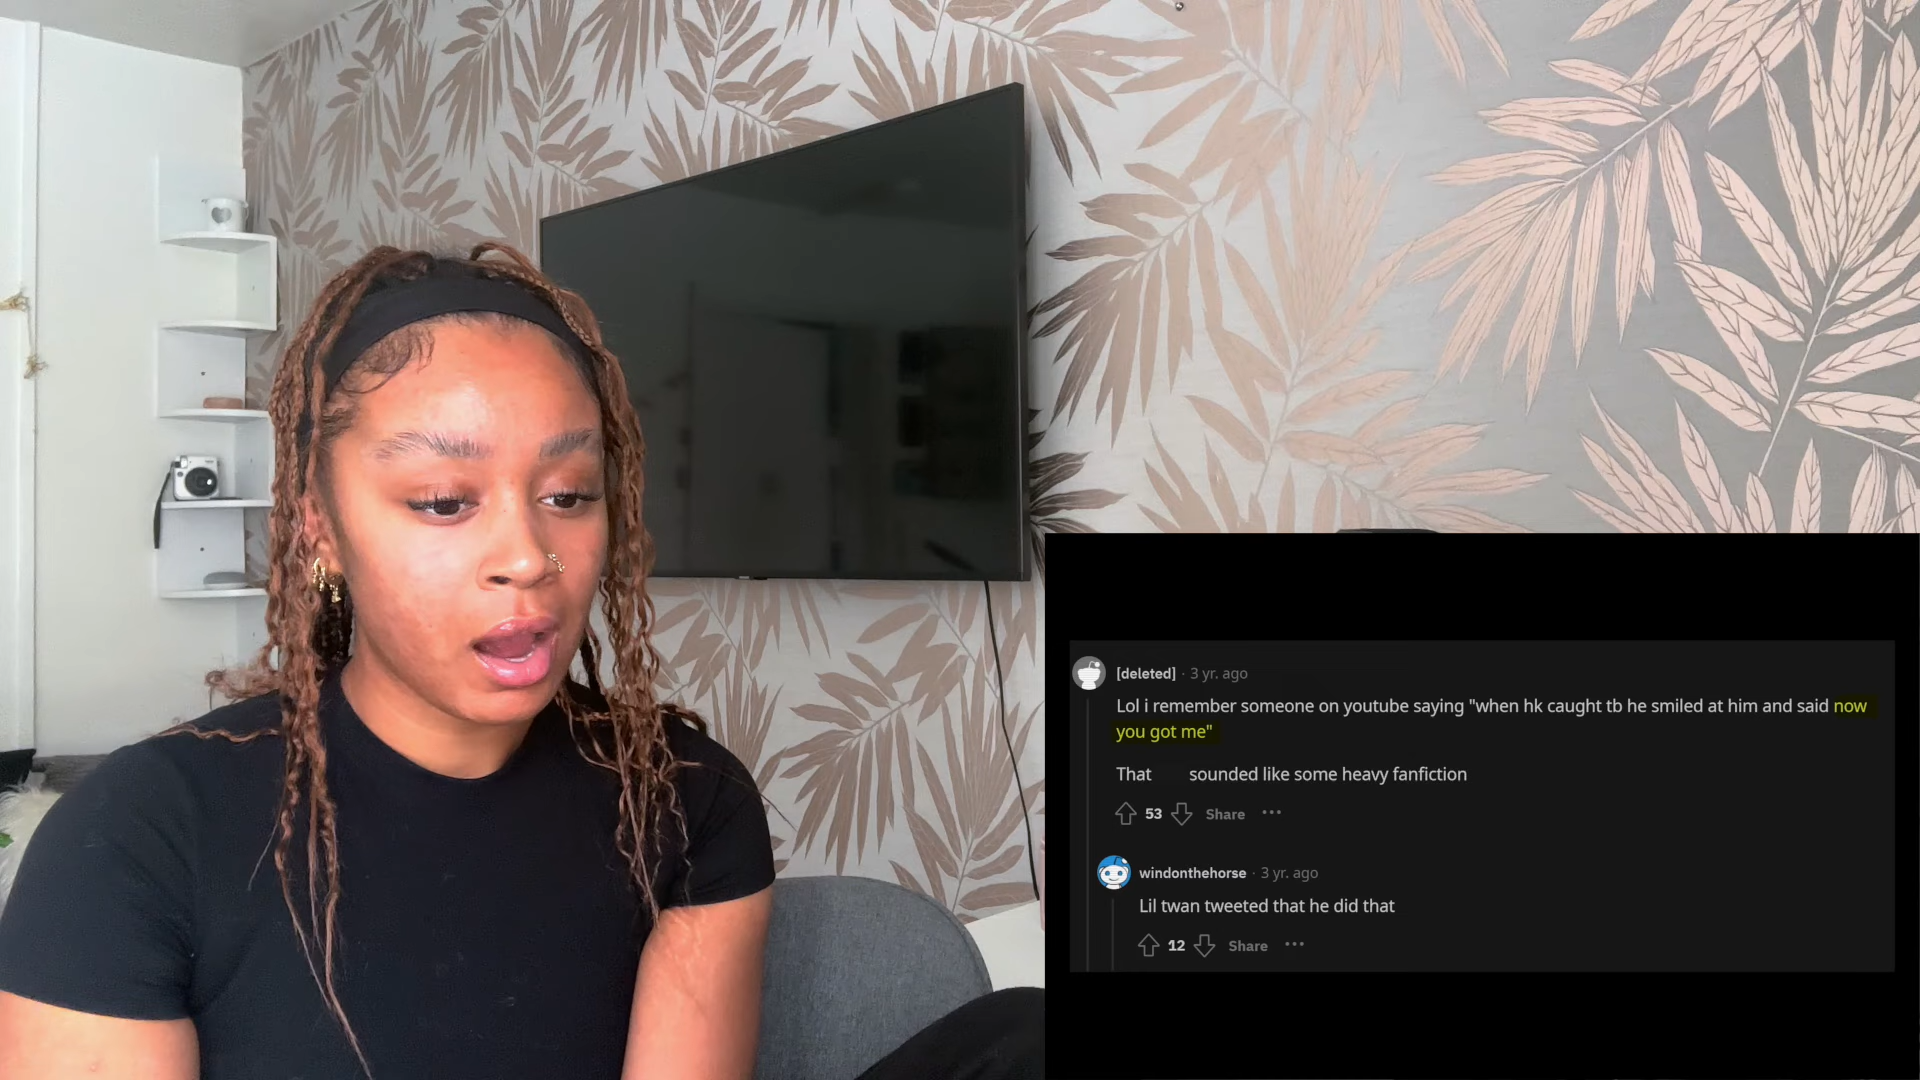 [deleted] · 3 yr. ago
Lol i remember someone on youtube saying "when hk caught tb he smiled at him and said now
you got me"
That sounded like some heavy fanfiction
53 Share ···
windonthehorse · 3 yr. ago
Lil twan tweeted that he did that
12 Share ···